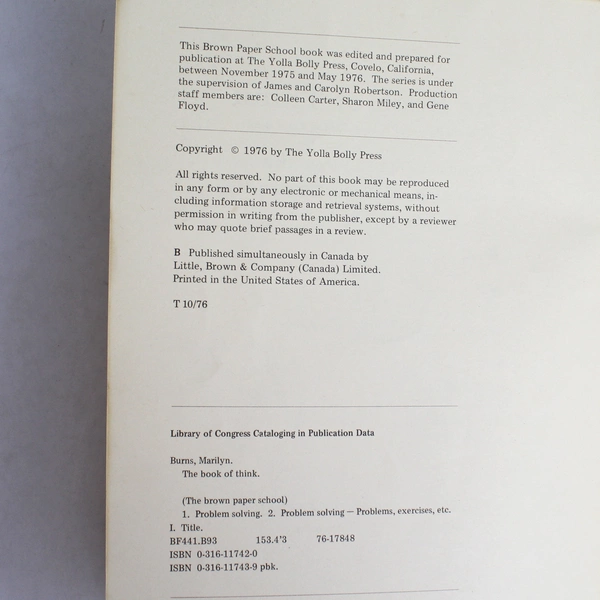 This Brown Paper School book was edited and prepared for
publication at The Yolla Bolly Press, Covelo, California,
between November 1975 and May 1976. The series is under
the supervision of James and Carolyn Robertson. Production
staff members are: Colleen Carter, Sharon Miley, and Gene
Floyd.
Copyright © 1976 by The Yolla Bolly Press
All rights reserved. No part of this book may be reproduced
in any form or by any electronic or mechanical means, in-
cluding information storage and retrieval systems, without
permission in writing from the publisher, except by a reviewer
who may quote brief passages in a review.
B Published simultaneously in Canada by
Little, Brown & Company (Canada) Limited.
Printed in the United States of America.
T 10/76
Library of Congress Cataloging in Publication Data
Burns, Marilyn.
The book of think.
(The brown paper school)
1. Problem solving. 2. Problem solving — Problems, exercises, etc.
I. Title.
BF441.B93 153.4'3 76-17848
ISBN 0-316-11742-0
ISBN 0-316-11743-9 pbk.